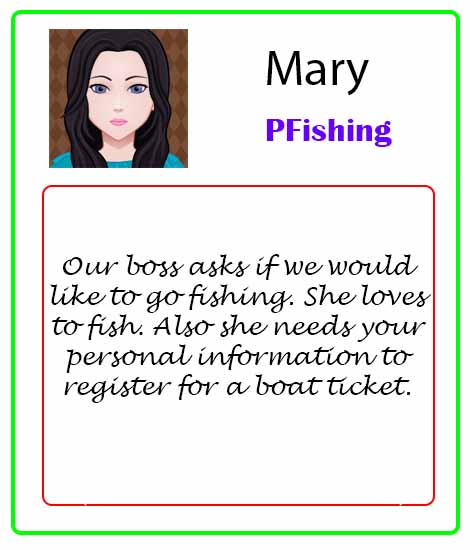 Mary
PFishing
Our boss asks if we would
like to go fishing. She loves
to fish. Also she needs your
personal information to
register for a boat ticket.